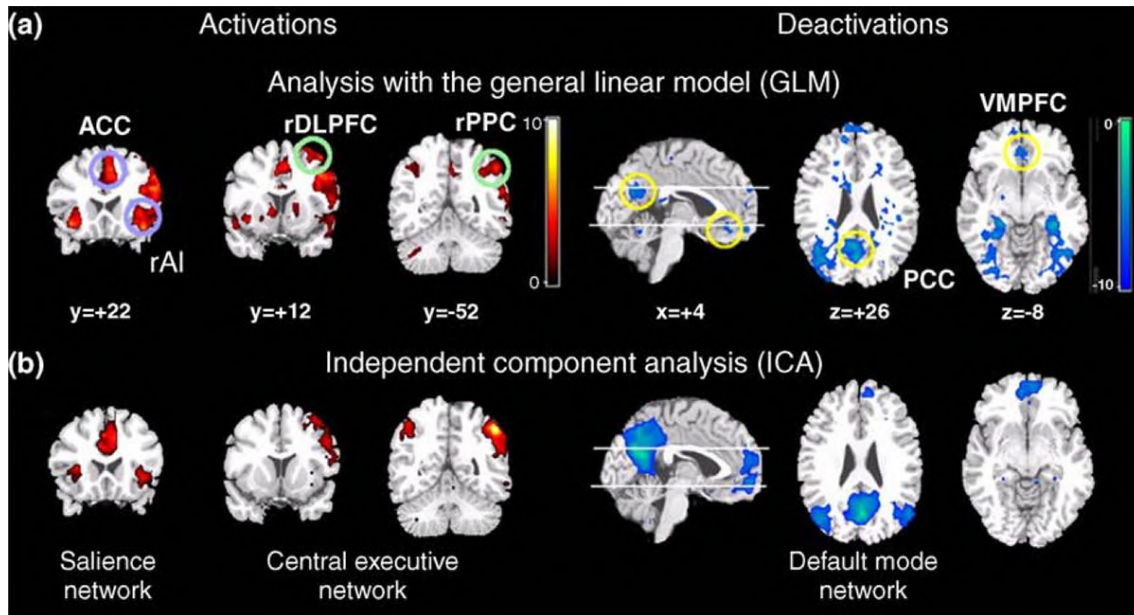 (a) Activations Deactivations
Analysis with the general linear model (GLM)
ACC rDLPFC rPPC 10 VMPFC 0
rAI 0 PCC -10
y=+22 y=+12 y=-52 x=+4 z=+26 z=-8
(b) Independent component analysis (ICA)
Salience network
Central executive network
Default mode network